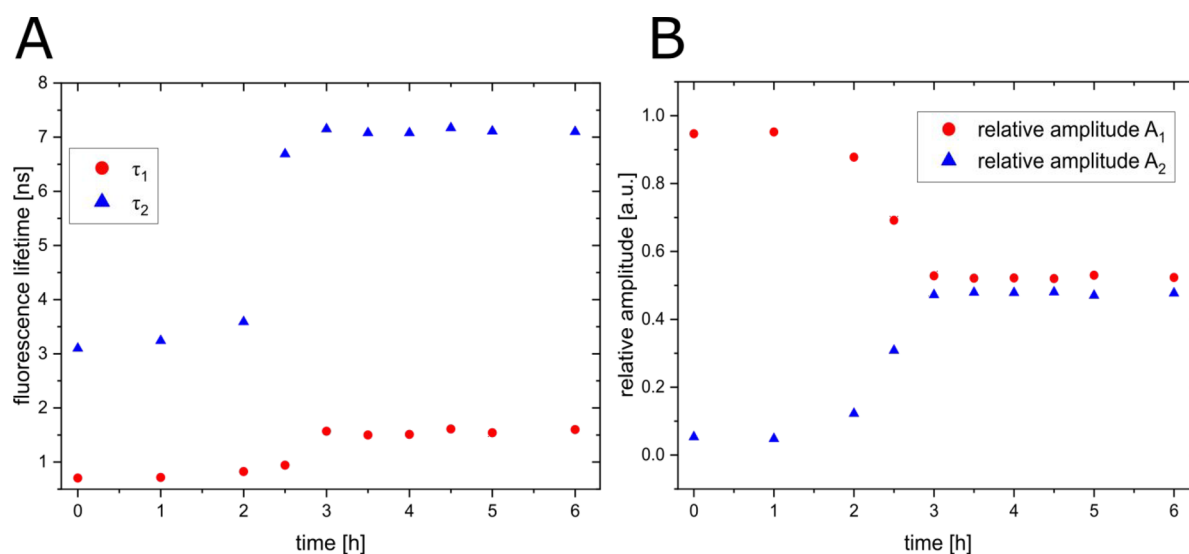 A
8
7
6
5
4
3
2
1
fluorescence lifetime [ns]
τ1
τ2
0 1 2 3 4 5 6
time [h]
B
1.0
0.8
0.6
0.4
0.2
0.0
relative amplitude [a.u.]
relative amplitude A1
relative amplitude A2
0 1 2 3 4 5 6
time [h]